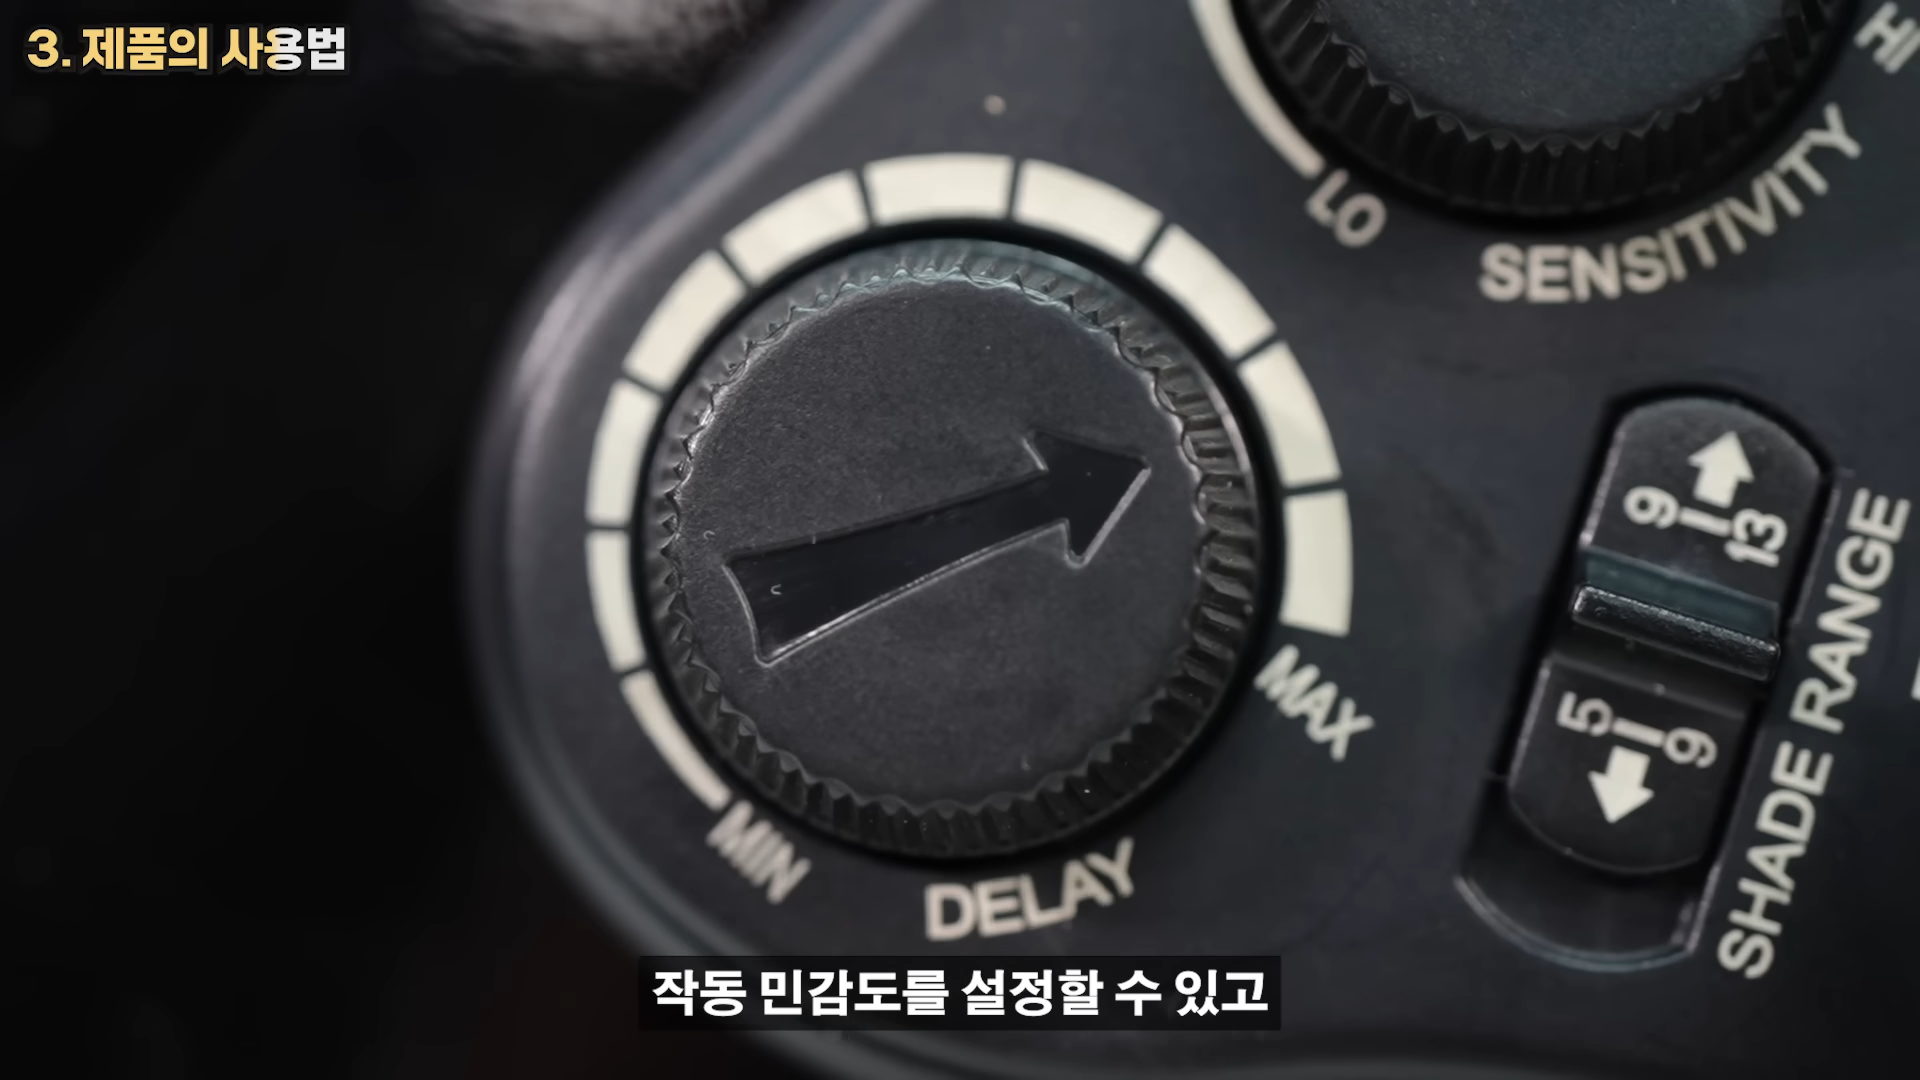 3. 제품의 사용법
HI
LO
SENSITIVITY
9-13
5-9
SHADE RANGE
MAX
MIN
DELAY
작동 민감도를 설정할 수 있고